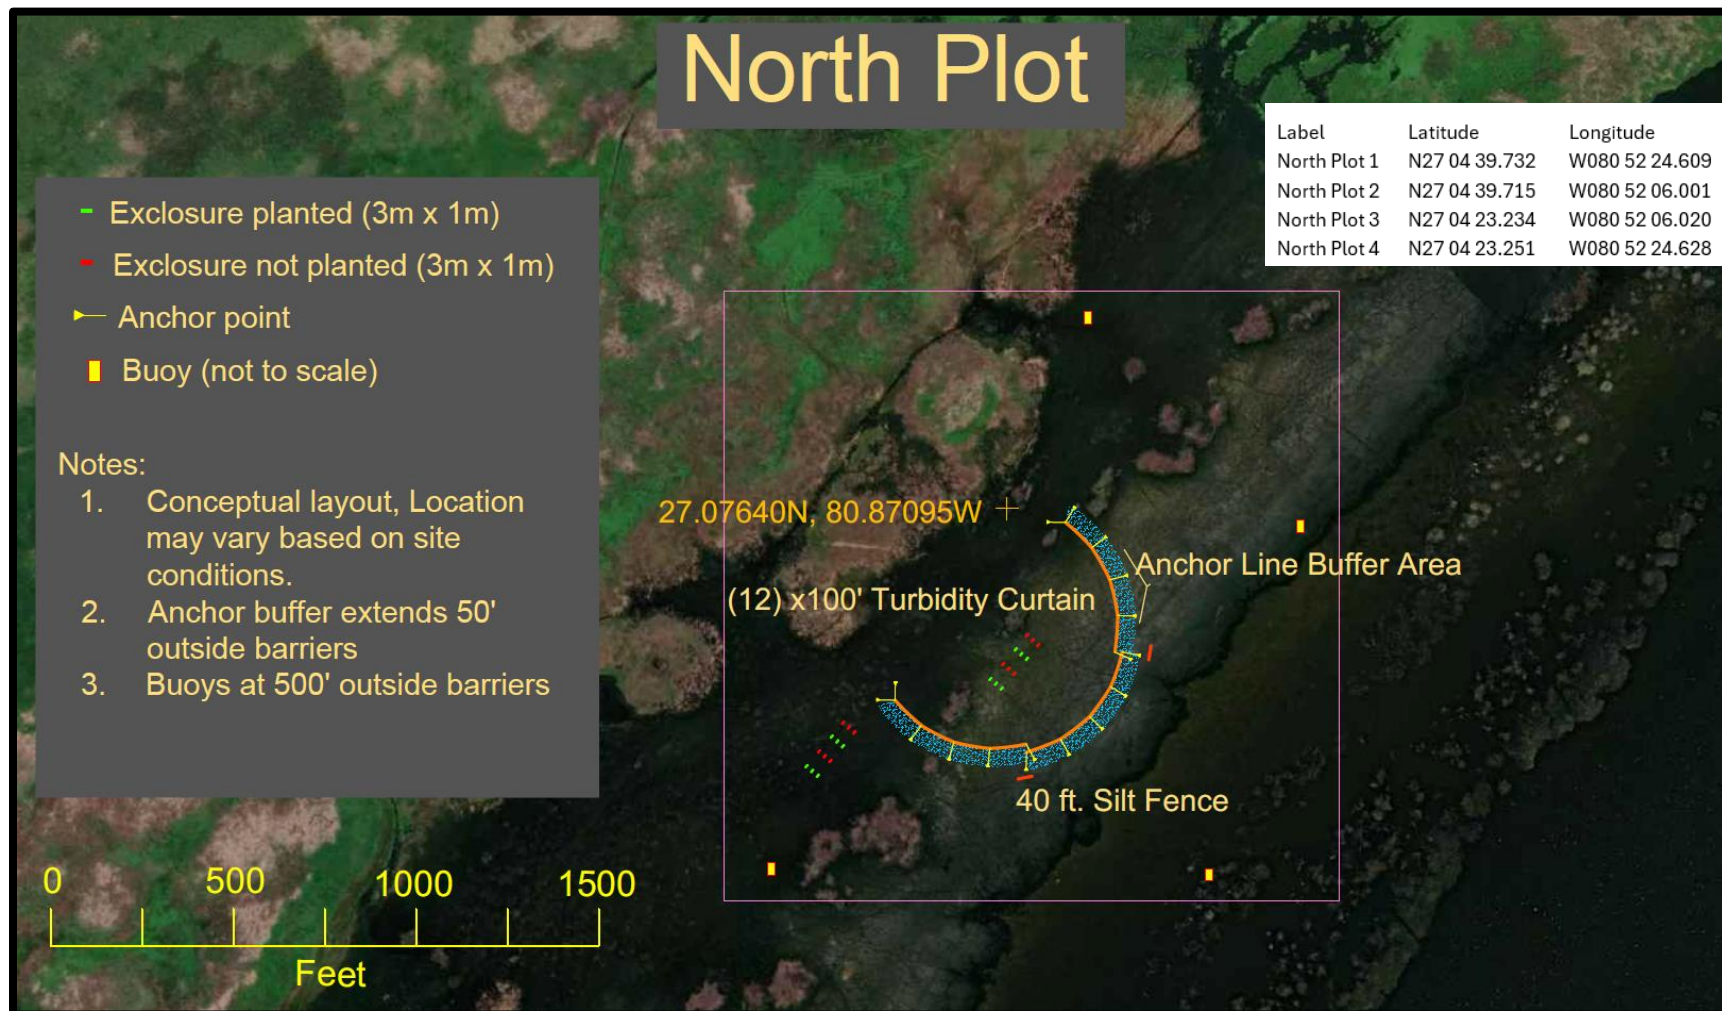 North Plot
Label Latitude Longitude
North Plot 1 N27 04 39.732 W080 52 24.609
North Plot 2 N27 04 39.715 W080 52 06.001
North Plot 3 N27 04 23.234 W080 52 06.020
North Plot 4 N27 04 23.251 W080 52 24.628
Exclosure planted (3m x 1m)
Exclosure not planted (3m x 1m)
Anchor point
Buoy (not to scale)
Notes:
1. Conceptual layout, Location
may vary based on site
conditions.
2. Anchor buffer extends 50'
outside barriers
3. Buoys at 500' outside barriers
27.07640N, 80.87095W
Anchor Line Buffer Area
(12) x100' Turbidity Curtain
40 ft. Silt Fence
0 500 1000 1500
Feet